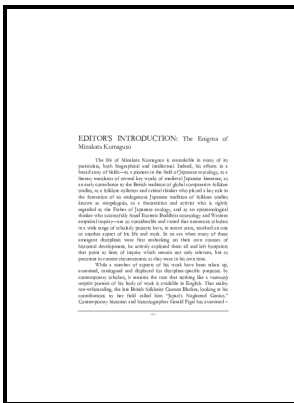 EDITOR'S INTRODUCTION: The Enigma of
Minakata Kumagusu
The life of Minakata Kumagusu is remarkable in many of its
particulars, both biographical and intellectual. Indeed, his efforts in a
broad array of fields—as a pioneer in the field of Japanese mycology, as a
literary translator of several key works of medieval Japanese literature, as
an early contributor to the British tradition of global comparative folklore
studies, as a folklore collector and critical thinker who played a key role in
the formation of an indigenous Japanese tradition of folklore studies
known as minzokugaku, as a conservation and activist who is rightly
regarded as the Father of Japanese ecology, and as an epistemological
thinker who successfully fused Esoteric Buddhist cosmology and Western
empirical inquiry—are so considerable and varied that numerous scholars
in a wide range of scholarly projects have, in recent years, touched on one
or another aspect of his life and work. In an era when many of these
emergent disciplines were first embarking on their own courses of
historical development, he actively explored them all and left footprints
that point to lines of inquiry which remain not only relevant, but as
important in current circumstances as they were in his own time.
While a number of aspects of his work have been taken up,
examined, catalogued and displayed for discipline-specific purposes by
contemporary scholars, it remains the case that nothing like a
portrait of his body of work is available in English. That reality
notwithstanding, the late British folklorist Carmen Blacker, looking at his
contributions to her field called him "Japan's Neglected Genius."
Contemporary historian and historiographer Gerald Figal has examined –